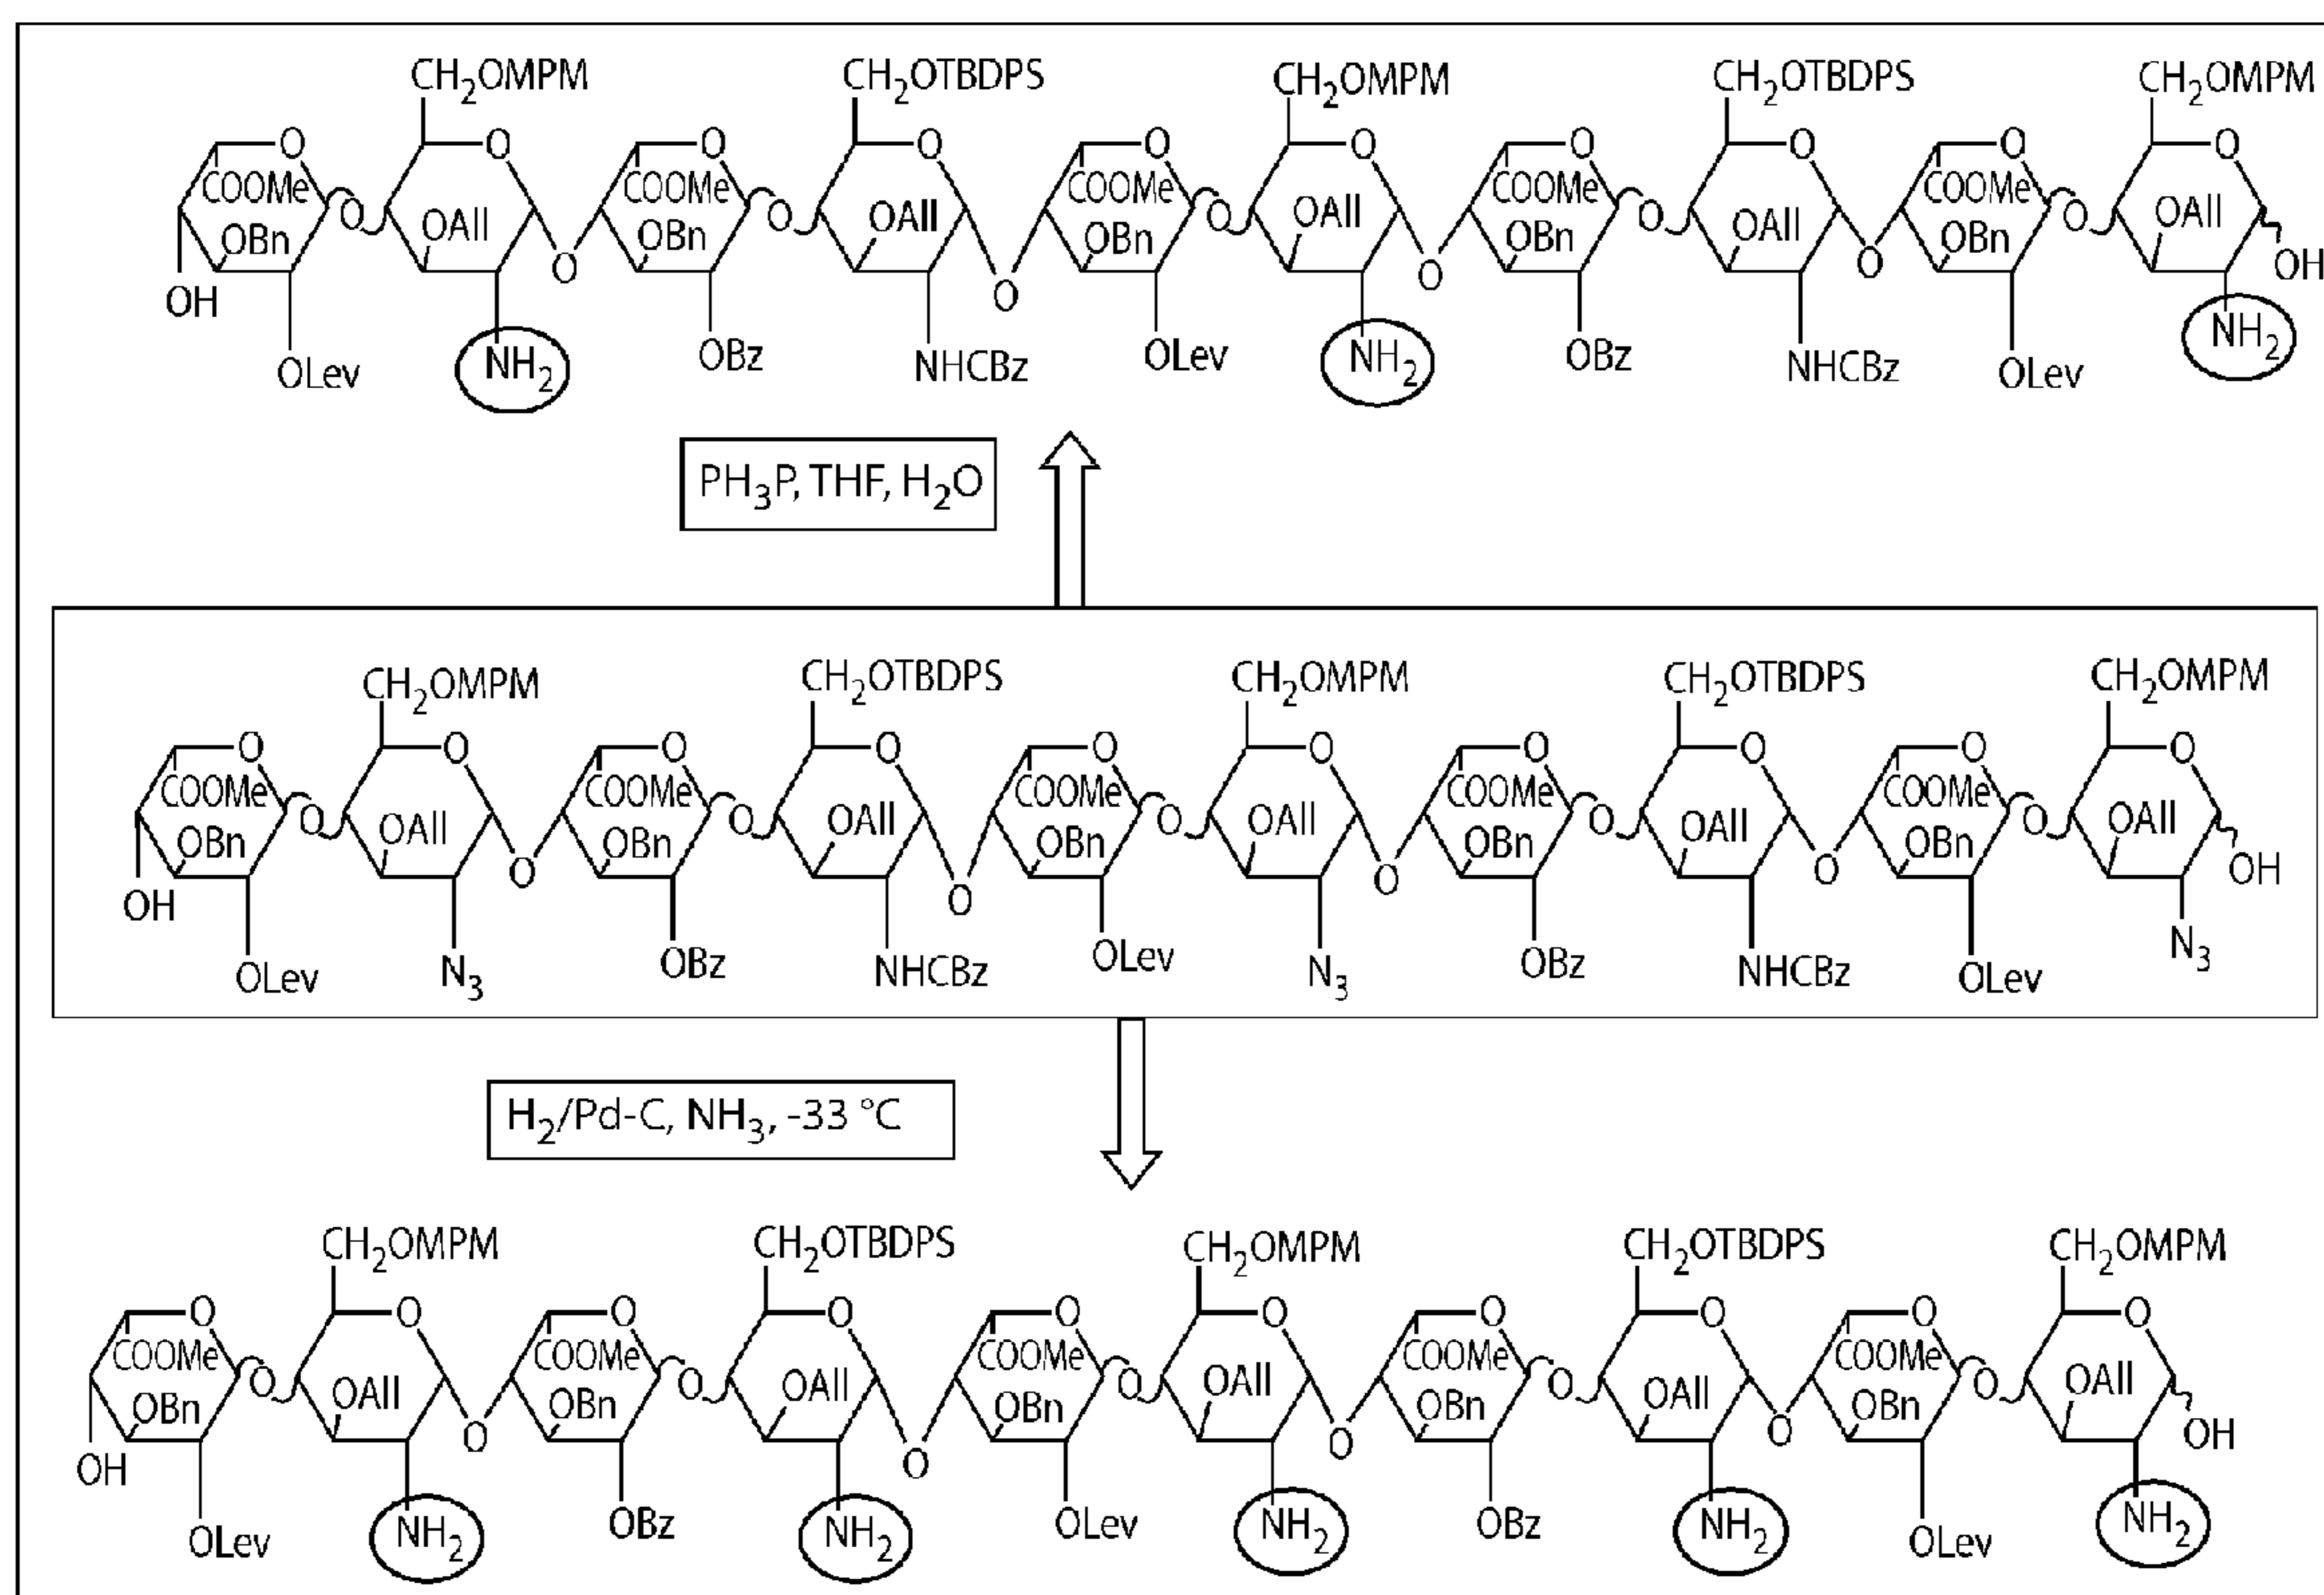 CH2OMPM CH2OTBDPS CH2OMPM CH2OTBDPS CH2OMPM
O O O O O O O O O O
COOMe COOMe COOMe COOMe COOMe
O OAll O OAll O OAll O OAll O OAll
OBn OBn OBn OBn OBn
O O O O OH
OH
OLev NH2 OBz NHCBz OLev NH2 OBz NHCBz OLev NH2
PH3P, THF, H2O
CH2OMPM CH2OTBDPS CH2OMPM CH2OTBDPS CH2OMPM
O O O O O O O O O O
COOMe COOMe COOMe COOMe COOMe
O OAll O OAll O OAll O OAll O OAll
OBn OBn OBn OBn OBn
O O O O OH
OH
OLev N3 OBz NHCBz OLev N3 OBz NHCBz OLev N3
H2/Pd-C, NH3, -33 °C
CH2OMPM CH2OTBDPS CH2OMPM CH2OTBDPS CH2OMPM
O O O O O O O O O O
COOMe COOMe COOMe COOMe COOMe
O OAll O OAll O OAll O OAll O OAll
OBn OBn OBn OBn OBn
O O O O OH
OH
OLev NH2 OBz NH2 OLev NH2 OBz NH2 OLev NH2